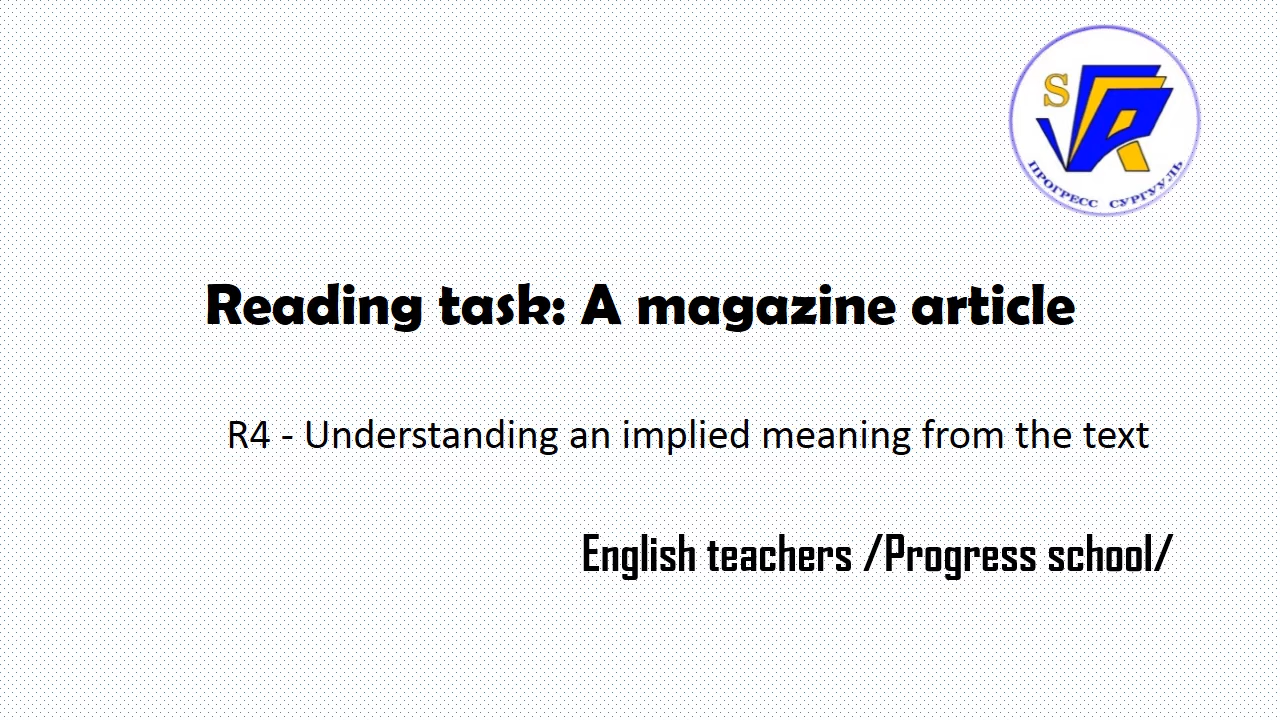 S
ПРОГРЕСС СУРГУУЛЬ
Reading task: A magazine article
R4 - Understanding an implied meaning from the text
English teachers /Progress school/